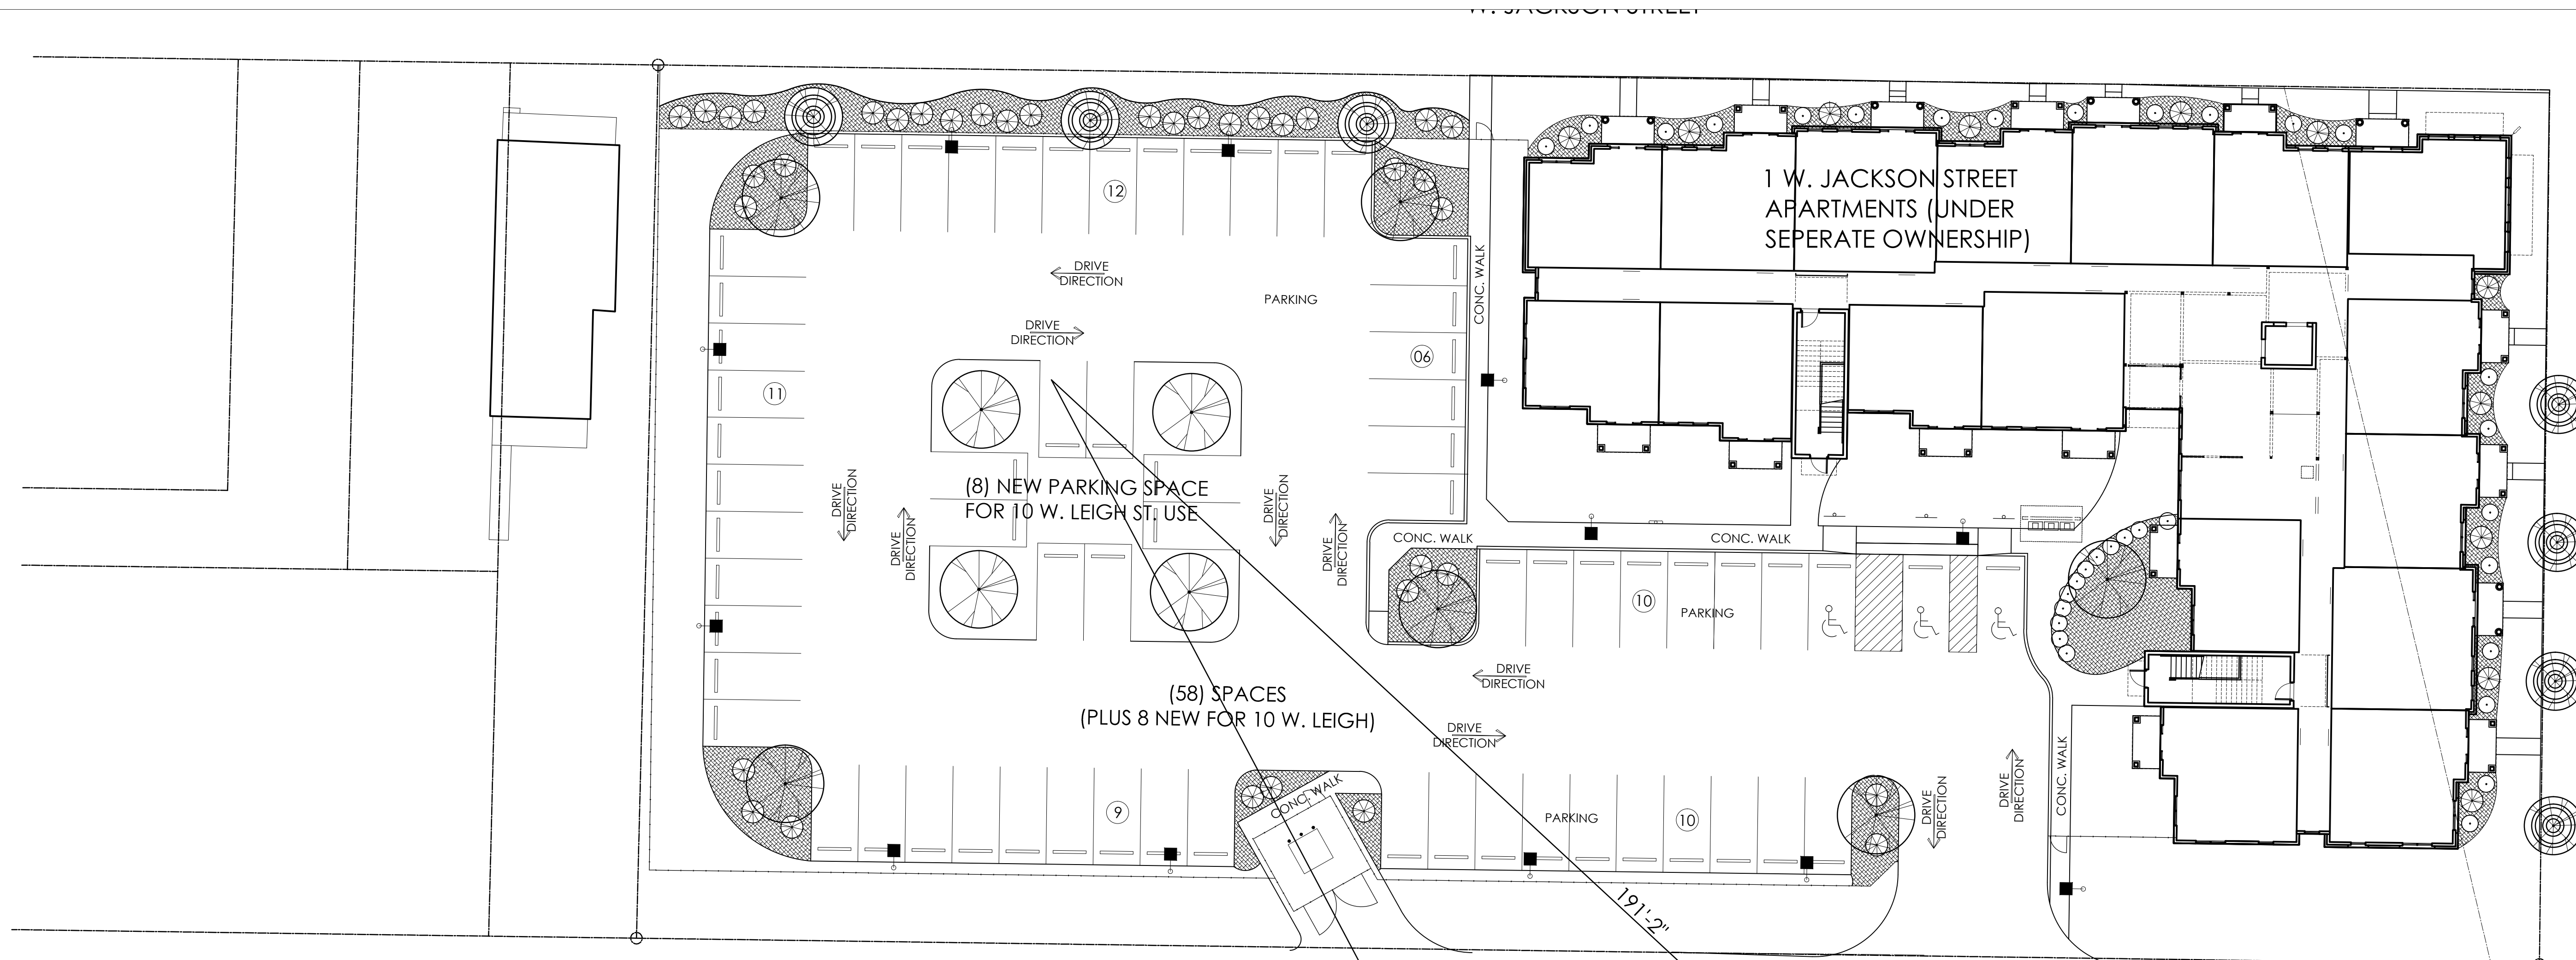 W. JACKSON STREET
1 W. JACKSON STREET
APARTMENTS (UNDER
SEPERATE OWNERSHIP)
12
DRIVE
DIRECTION
PARKING
CONC. WALK
DRIVE
DIRECTION
06
11
(8) NEW PARKING SPACE
FOR 10 W. LEIGH ST. USE
DRIVE
DIRECTION
DRIVE
DIRECTION
DRIVE
DIRECTION
DRIVE
DIRECTION
CONC. WALK
CONC. WALK
10
PARKING
DRIVE
DIRECTION
(58) SPACES
(PLUS 8 NEW FOR 10 W. LEIGH)
DRIVE
DIRECTION
CONC. WALK
9
CONC. WALK
PARKING
10
DRIVE
DIRECTION
DRIVE
DIRECTION
191'-2"